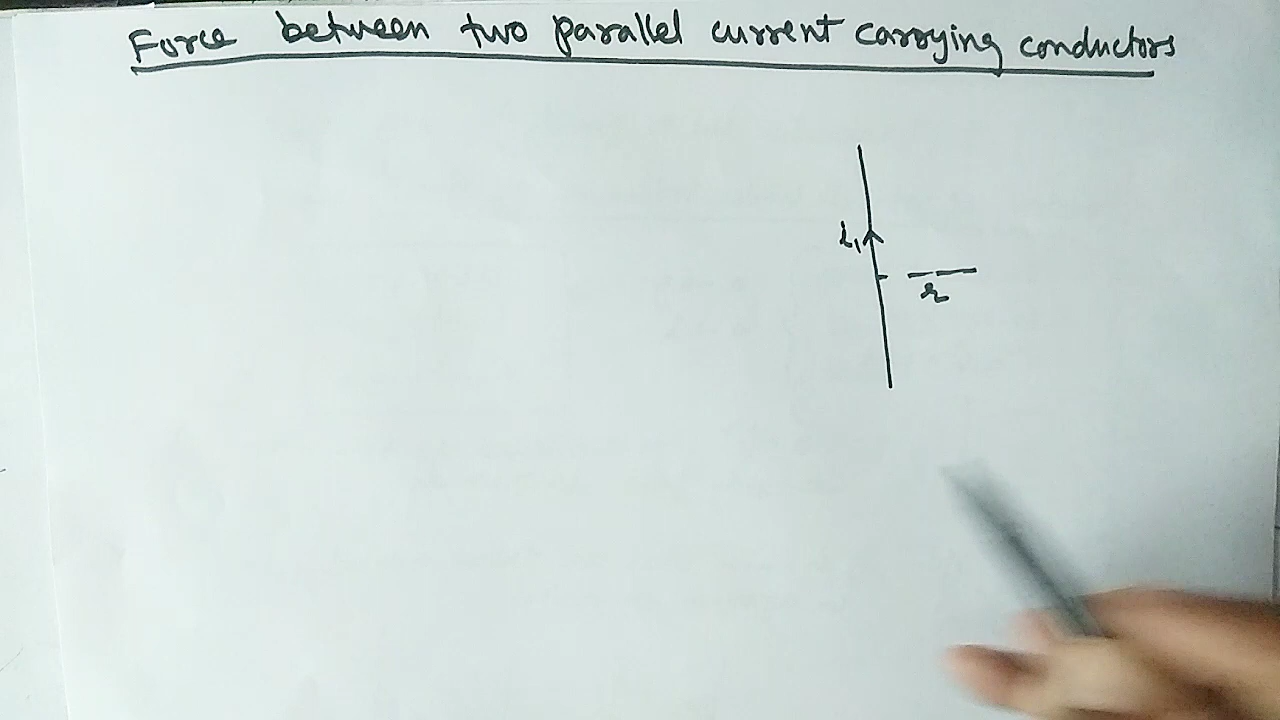 Force between two parallel current carrying conductors
i₁
r